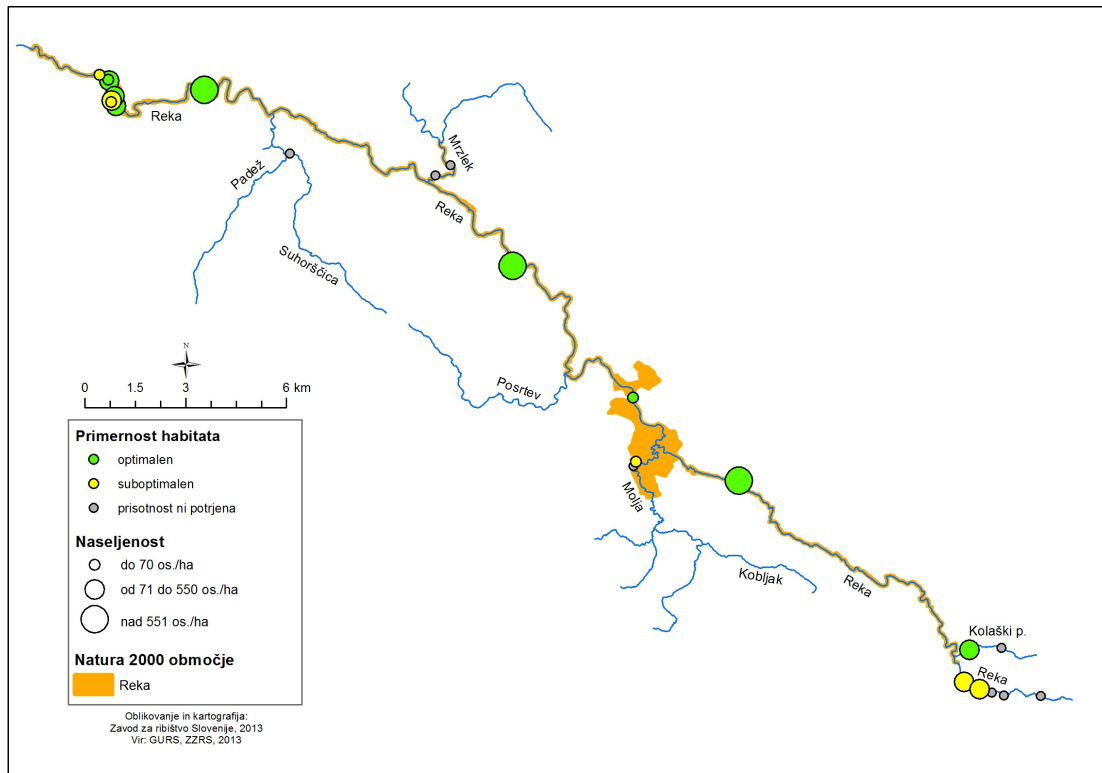 Reka
Mrzlek
Padež
Reka
Suhorščica
N
0 1.5 3 6 km
Posrtev
Primernost habitata
optimalen
suboptimalen
prisotnost ni potrjena
Molja
Naseljenost
do 70 os./ha
od 71 do 550 os./ha
nad 551 os./ha
Kobljak
Reka
Kolaški p.
Reka
Natura 2000 območje
Reka
Oblikovanje in kartografija:
Zavod za ribištvo Slovenije, 2013
Vir: GURS, ZZRS, 2013